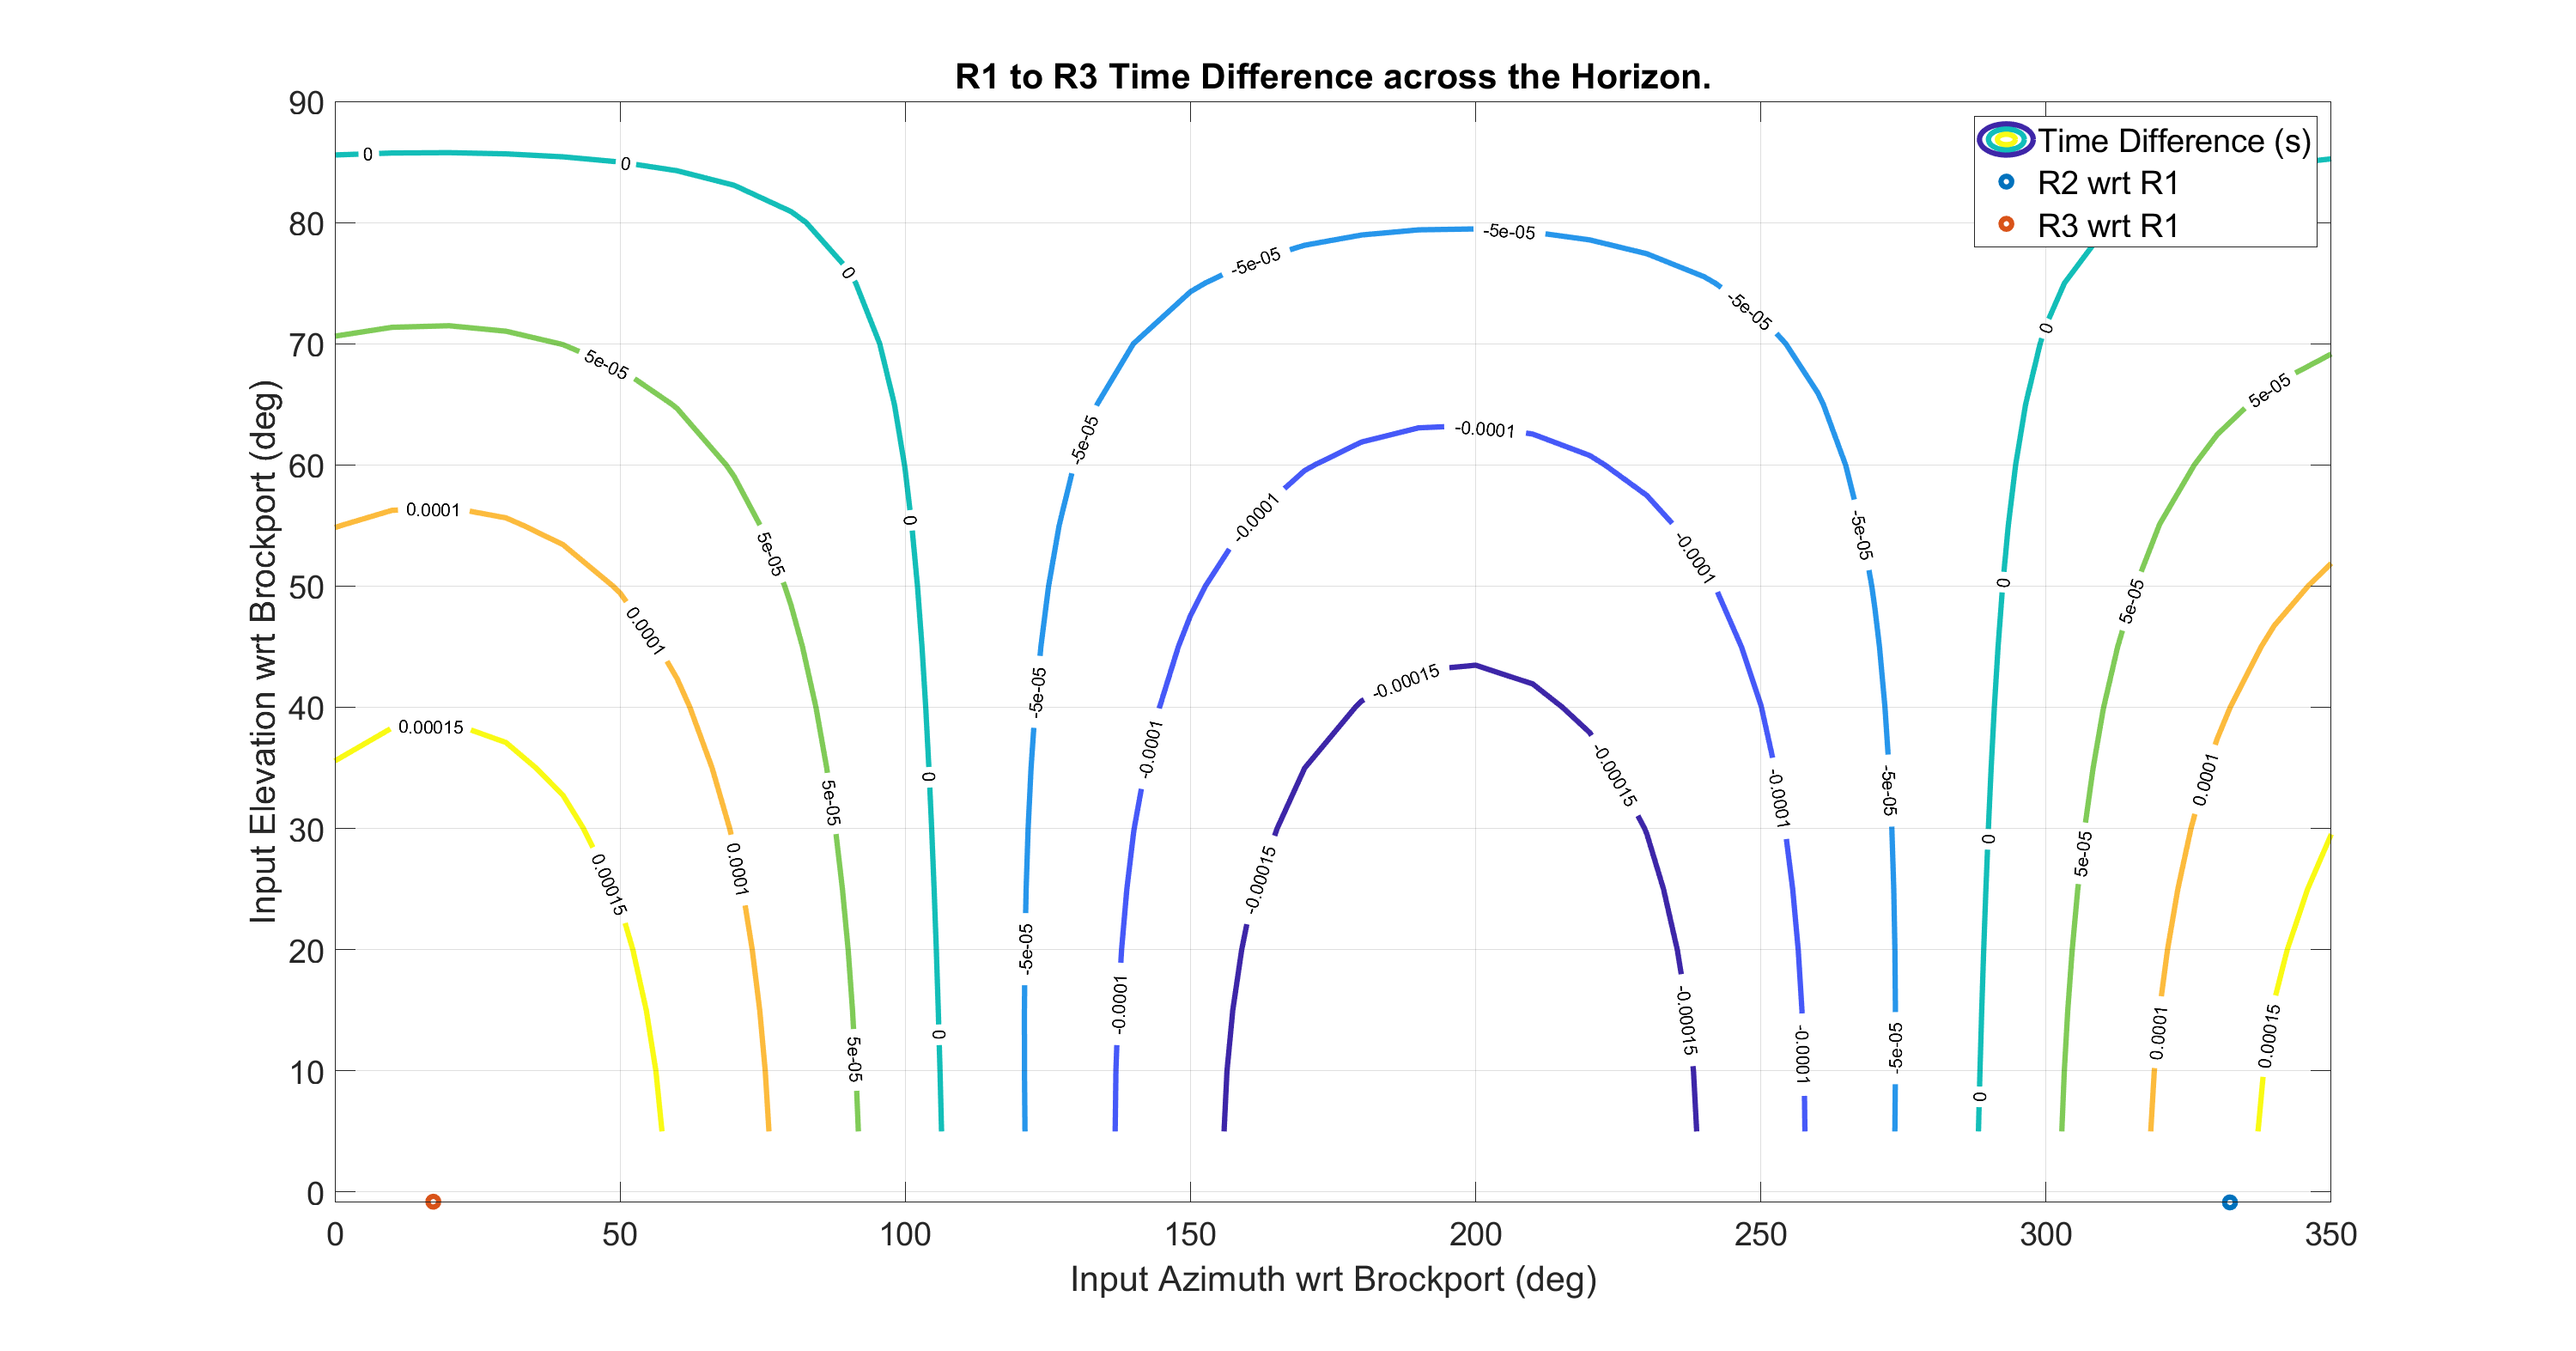 R1 to R3 Time Difference across the Horizon.
Time Difference (s)
R2 wrt R1
R3 wrt R1
Input Elevation wrt Brockport (deg)
90
80
70
60
50
40
30
20
10
0
0
0
0
0
0
0
0
0
0
0
5e-05
5e-05
5e-05
5e-05
5e-05
5e-05
5e-05
0.0001
0.0001
0.0001
0.0001
0.0001
0.00015
0.00015
0.00015
-5e-05
-5e-05
-5e-05
-5e-05
-5e-05
-5e-05
-5e-05
-5e-05
-5e-05
-0.0001
-0.0001
-0.0001
-0.0001
-0.0001
-0.0001
-0.0001
-0.00015
-0.00015
-0.00015
-0.00015
0 50 100 150 200 250 300 350
Input Azimuth wrt Brockport (deg)